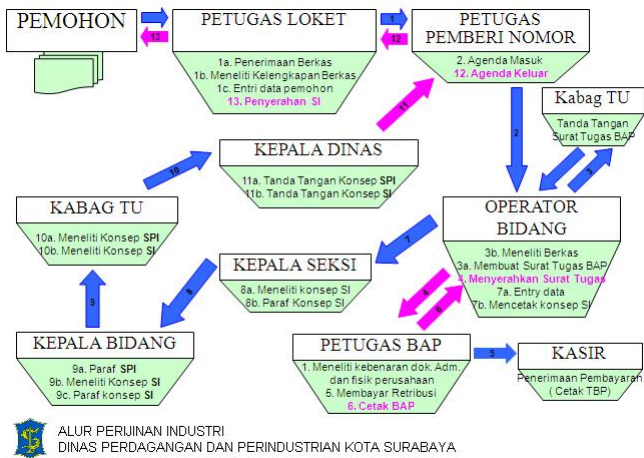 PEMOHON
13
PETUGAS LOKET
1a. Penerimaan Berkas
1b. Meneliti Kelengkapan Berkas
1c. Entri data pemohon
13. Penyerahan SI
1
12
PETUGAS
PEMBERI NOMOR
2. Agenda Masuk
12. Agenda Keluar
11
2
Kabag TU
Tanda Tangan
Surat Tugas BAP
3
KEPALA DINAS
11a. Tanda Tangan Konsep SPI
11b. Tanda Tangan Konsep SI
10
KABAG TU
10a. Meneliti Konsep SPI
10b. Meneliti Konsep SI
OPERATOR
BIDANG
3b. Meneliti Berkas
3a. Membuat Surat Tugas BAP
4. Menyerahkan Surat Tugas
7a. Entry data
7b. Mencetak konsep SI
7
KEPALA SEKSI
8a. Meneliti konsep SI
8b. Paraf Konsep SI
8
9
4
6
KEPALA BIDANG
9a. Paraf SPI
9b. Meneliti Konsep SI
9c. Paraf konsep SI
PETUGAS BAP
1. Meneliti kebenaran dok. Adm.
dan fisik perusahaan
5. Membayar Retribusi
6. Cetak BAP
5
KASIR
Penerimaan Pembayaran
( Cetak TBP)
ALUR PERIJINAN INDUSTRI
DINAS PERDAGANGAN DAN PERINDUSTRIAN KOTA SURABAYA